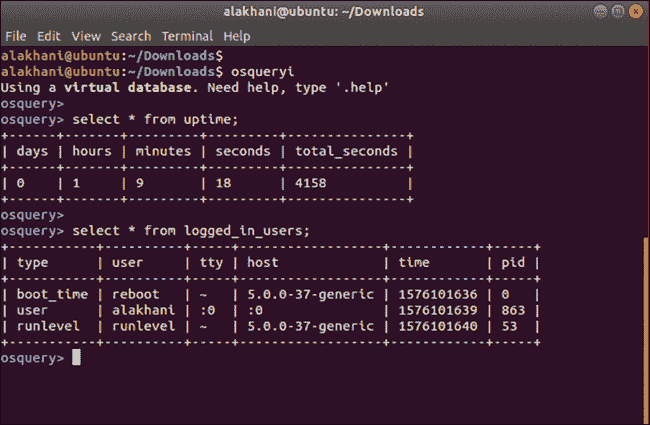 alakhani@ubuntu: ~/Downloads
File Edit View Search Terminal Help
alakhani@ubuntu:~/Downloads$
alakhani@ubuntu:~/Downloads$ osqueryi
Using a virtual database. Need help, type '.help'
osquery>
osquery> select * from uptime;
+------+-------+---------+---------+---------------+
| days | hours | minutes | seconds | total_seconds |
+------+-------+---------+---------+---------------+
| 0    | 1     | 9       | 18      | 4158          |
+------+-------+---------+---------+---------------+
osquery>
osquery> select * from logged_in_users;
+-----------+----------+-----+------------------+------------+-----+
| type      | user     | tty | host             | time       | pid |
+-----------+----------+-----+------------------+------------+-----+
| boot_time | reboot   | ~   | 5.0.0-37-generic | 1576101636 | 0   |
| user      | alakhani | :0  | :0               | 1576101639 | 863 |
| runlevel  | runlevel | ~   | 5.0.0-37-generic | 1576101640 | 53  |
+-----------+----------+-----+------------------+------------+-----+
osquery>